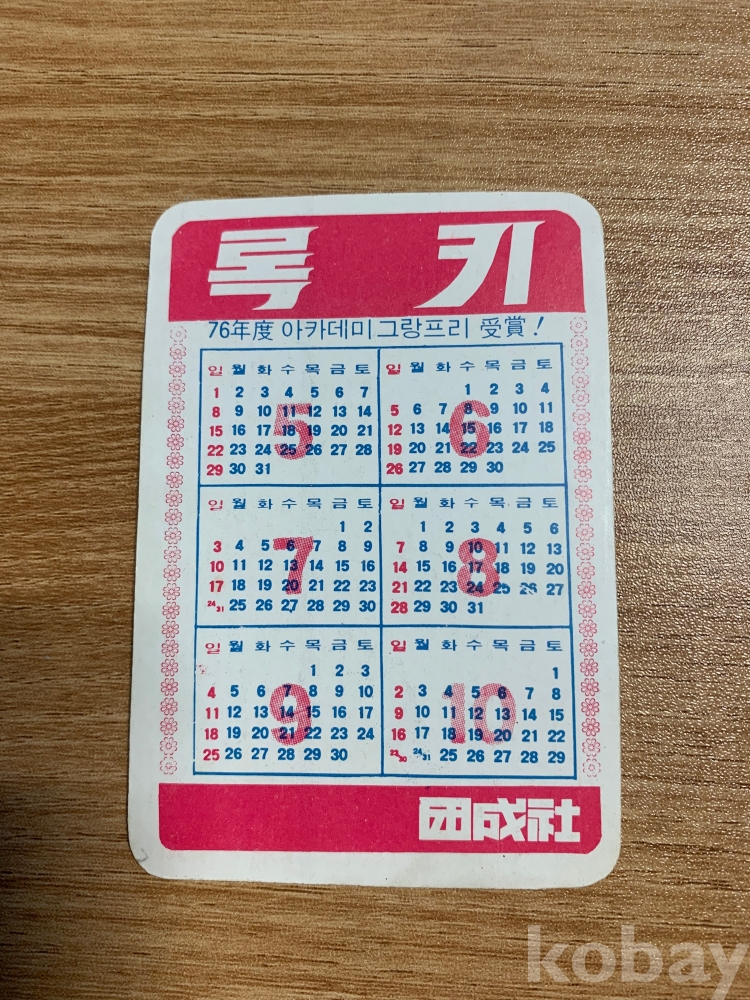 록 키
76年度 아카데미 그랑프리 受賞!
일 월 화 수 목 금 토
1 2 3 4 5 6 7
8 9 10 11 12 13 14
15 16 17 18 19 20 21
22 23 24 25 26 27 28
29 30 31
5
일 월 화 수 목 금 토
1 2 3 4
5 6 7 8 9 10 11
12 13 14 15 16 17 18
19 20 21 22 23 24 25
26 27 28 29 30
6
일 월 화 수 목 금 토
1 2
3 4 5 6 7 8 9
10 11 12 13 14 15 16
17 18 19 20 21 22 23
24/31 25 26 27 28 29 30
7
일 월 화 수 목 금 토
1 2 3 4 5 6
7 8 9 10 11 12 13
14 15 16 17 18 19 20
21 22 23 24 25 26 27
28 29 30 31
8
일 월 화 수 목 금 토
1 2 3
4 5 6 7 8 9 10
11 12 13 14 15 16 17
18 19 20 21 22 23 24
25 26 27 28 29 30
9
일 월 화 수 목 금 토
1
2 3 4 5 6 7 8
9 10 11 12 13 14 15
16 17 18 19 20 21 22
23/30 24/31 25 26 27 28 29
10
団成社
kobay